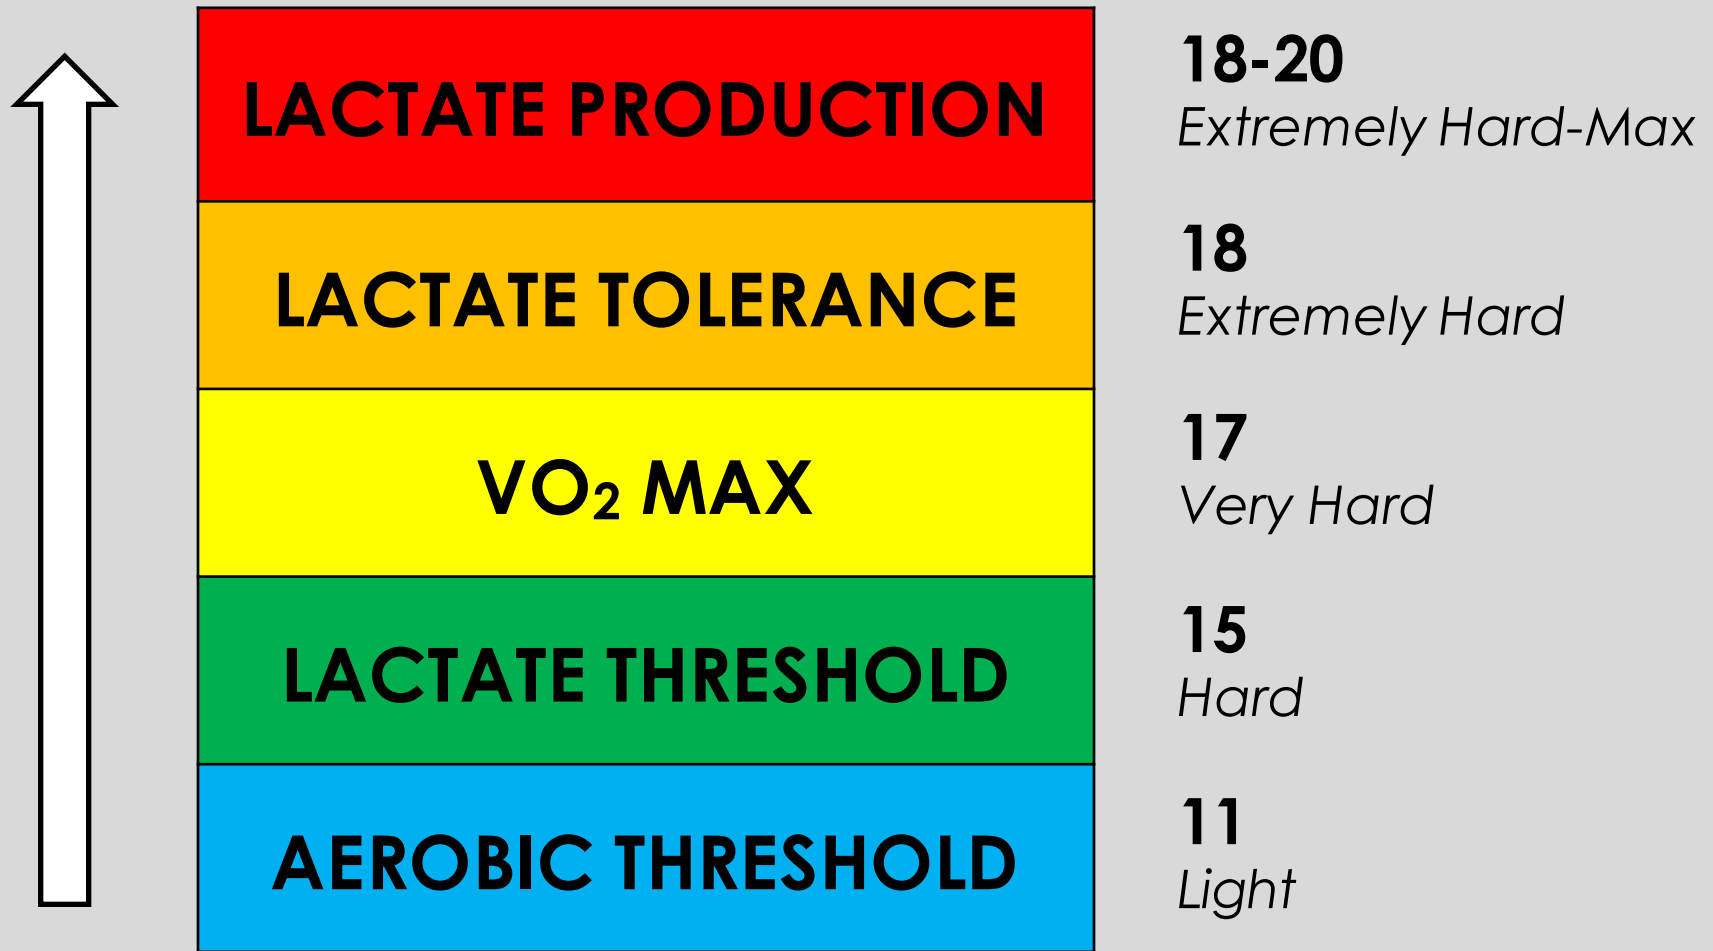 LACTATE PRODUCTION
18-20
Extremely Hard-Max
LACTATE TOLERANCE
18
Extremely Hard
VO₂ MAX
17
Very Hard
LACTATE THRESHOLD
15
Hard
AEROBIC THRESHOLD
11
Light